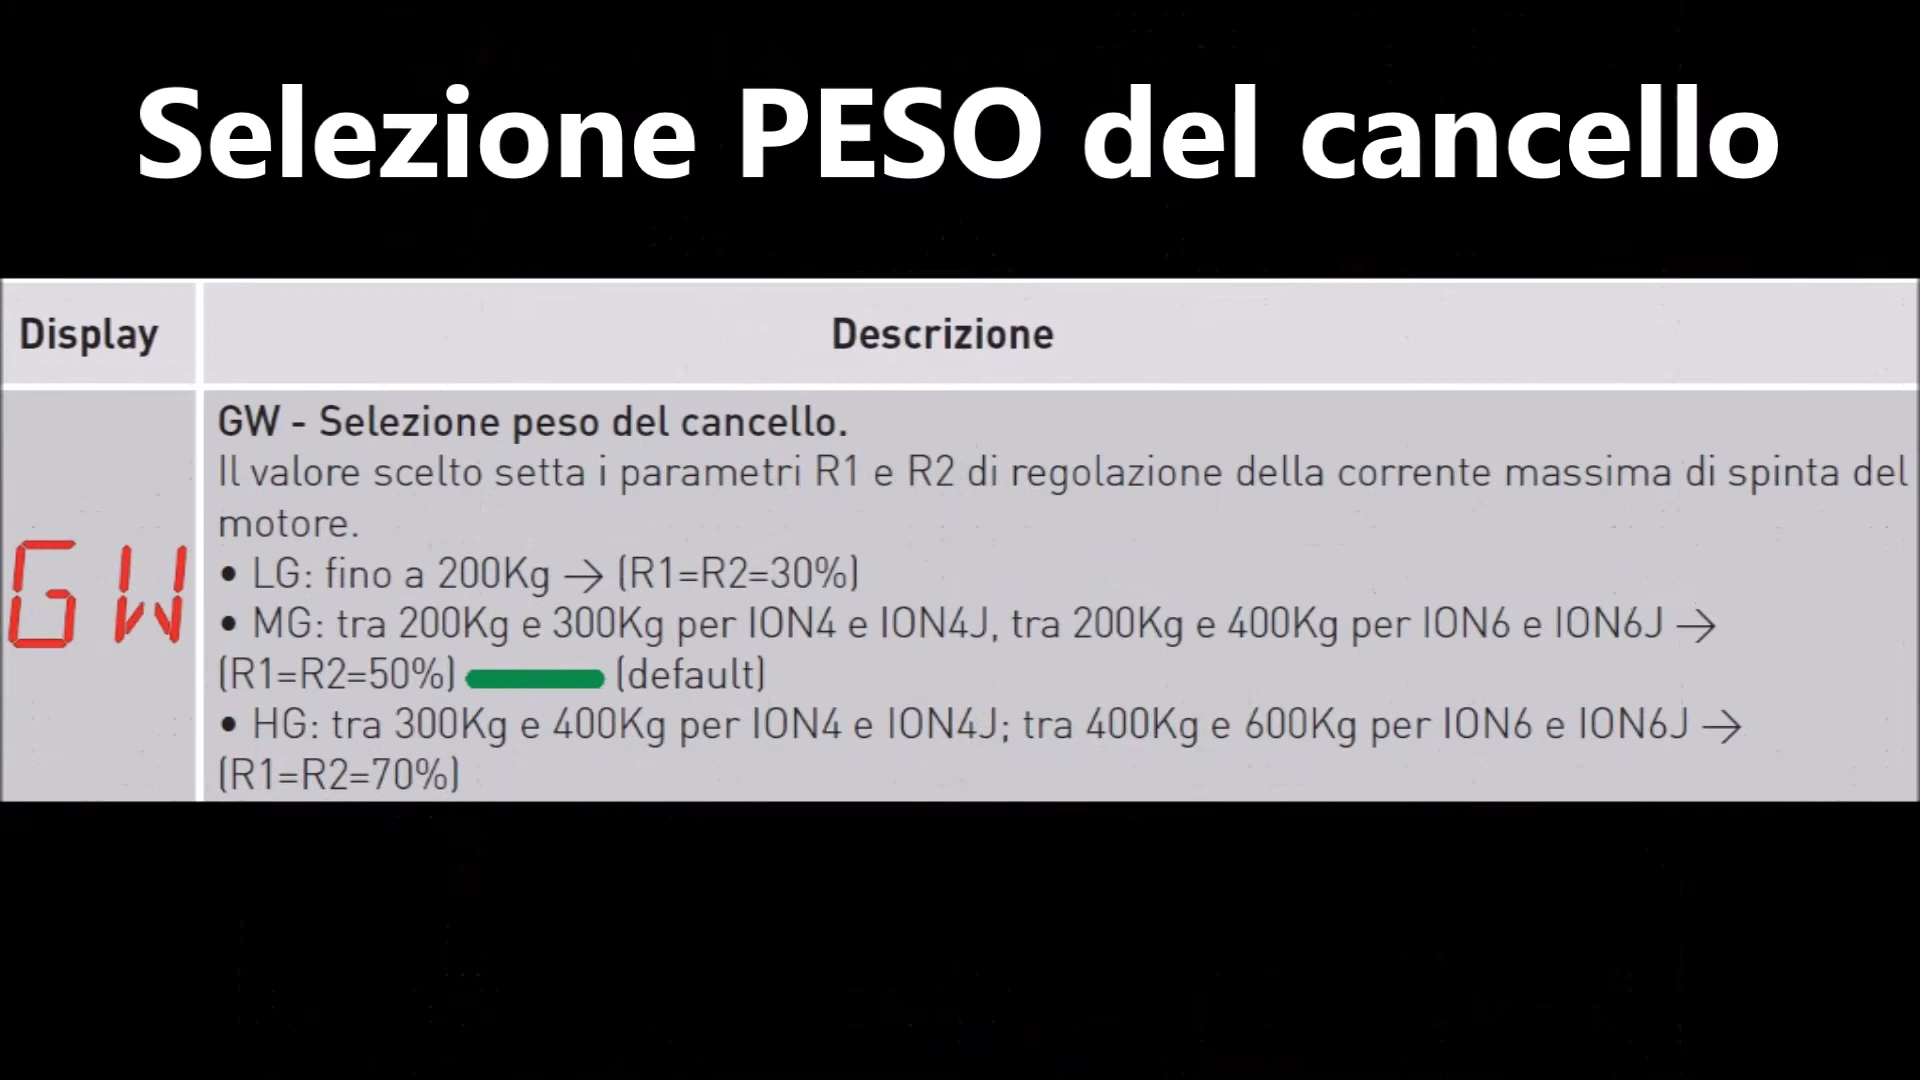 Selezione PESO del cancello
Display
Descrizione
GW
GW - Selezione peso del cancello.
Il valore scelto setta i parametri R1 e R2 di regolazione della corrente massima di spinta del
motore.
• LG: fino a 200Kg → (R1=R2=30%)
• MG: tra 200Kg e 300Kg per ION4 e ION4J, tra 200Kg e 400Kg per ION6 e ION6J →
(R1=R2=50%) (default)
• HG: tra 300Kg e 400Kg per ION4 e ION4J; tra 400Kg e 600Kg per ION6 e ION6J →
(R1=R2=70%)